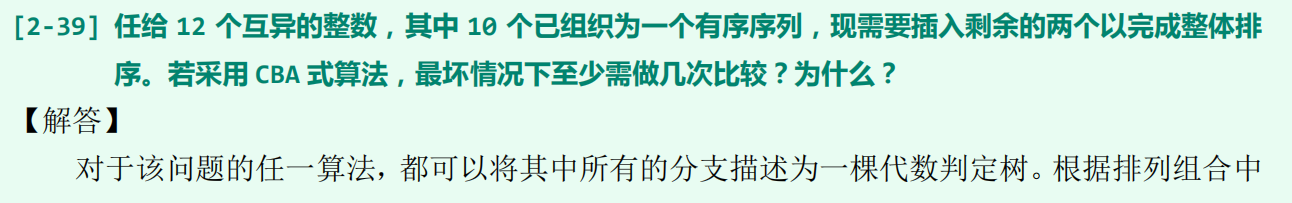 [2-39] 任给 12 个互异的整数，其中 10 个已组织为一个有序序列，现需要插入剩余的两个以完成整体排
序。若采用 CBA 式算法，最坏情况下至少需做几次比较？为什么？
【解答】
对于该问题的任一算法，都可以将其中所有的分支描述为一棵代数判定树。根据排列组合中